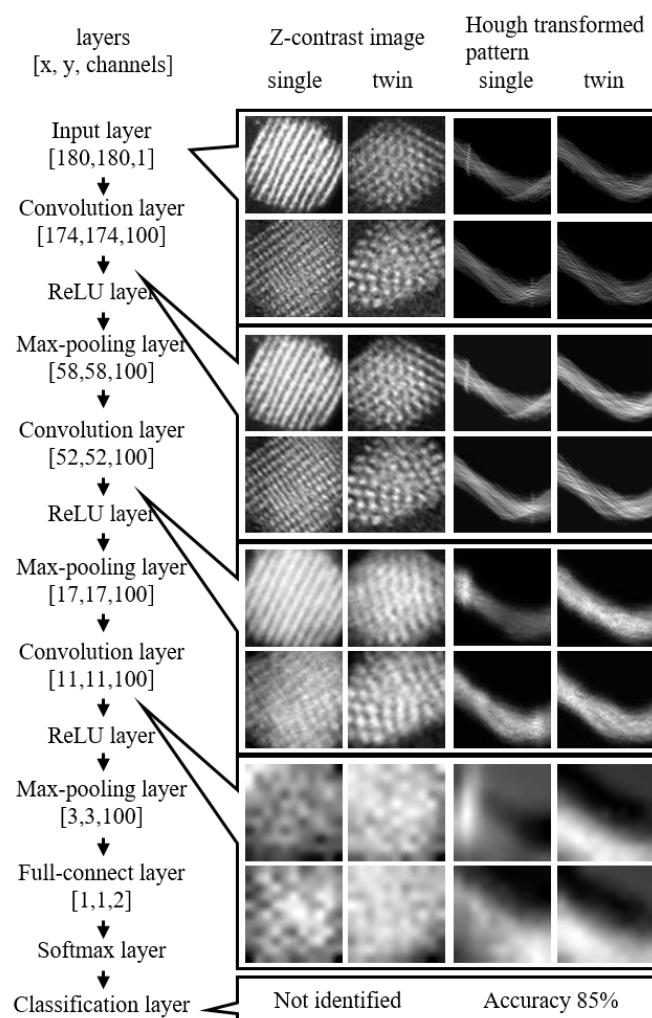 layers
[x, y, channels]
Z-contrast image
single twin
Hough transformed
pattern
single twin
Input layer
[180,180,1]
Convolution layer
[174,174,100]
ReLU layer
Max-pooling layer
[58,58,100]
Convolution layer
[52,52,100]
ReLU layer
Max-pooling layer
[17,17,100]
Convolution layer
[11,11,100]
ReLU layer
Max-pooling layer
[3,3,100]
Full-connect layer
[1,1,2]
Softmax layer
Classification layer
Not identified
Accuracy 85%